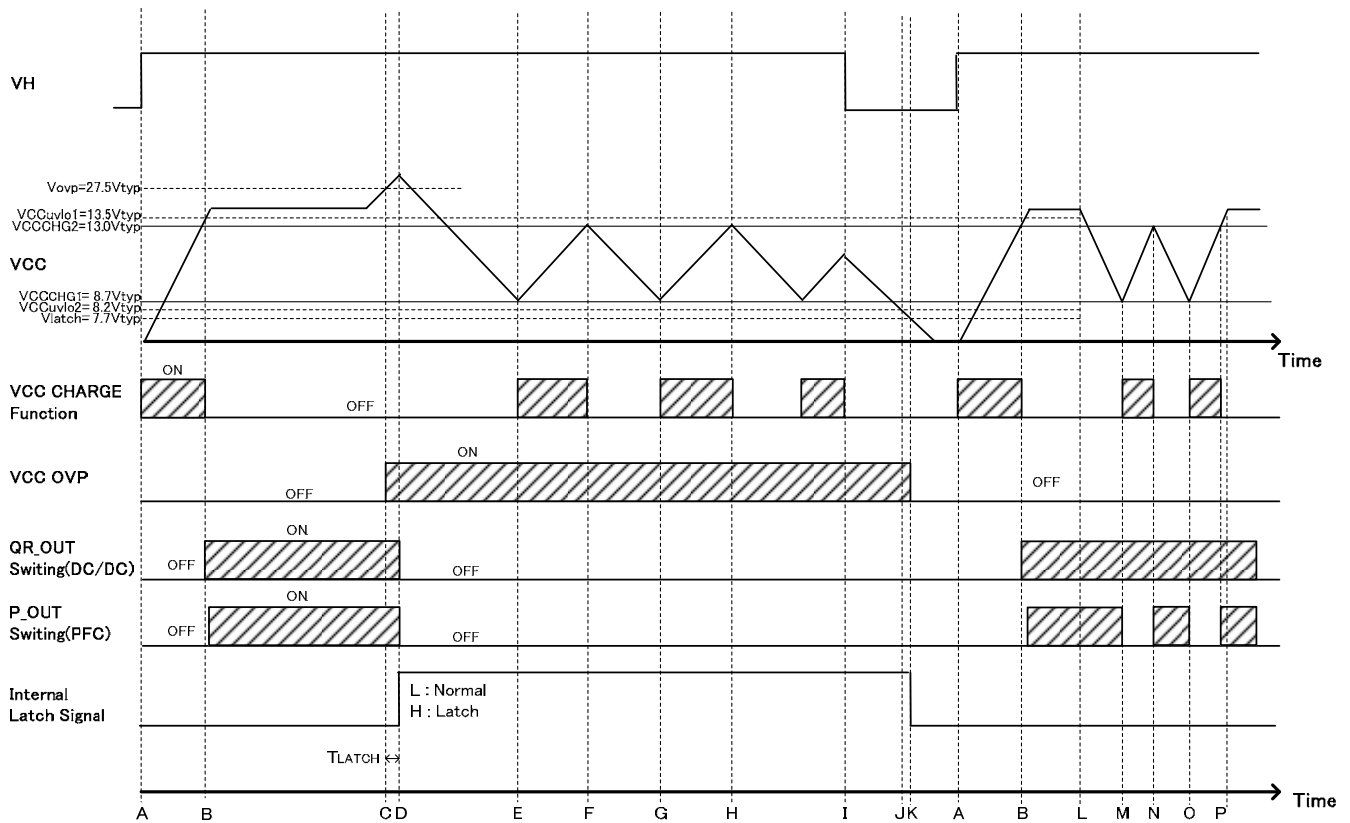 VH
Vovp=27.5Vtyp
VCCuvlo1=13.5Vtyp
VCCCHG2=13.0Vtyp
VCC
VCCCHG1= 8.7Vtyp
VCCuvlo2= 8.2Vtyp
Vlatch= 7.7Vtyp
Time
VCC CHARGE
Function
ON
OFF
VCC OVP
ON
OFF
OFF
QR_OUT
Switing(DC/DC)
OFF
ON
OFF
P_OUT
Switing(PFC)
OFF
ON
OFF
Internal
Latch Signal
L : Normal
H : Latch
TLATCH
Time
A B C D E F G H I J K A B L M N O P